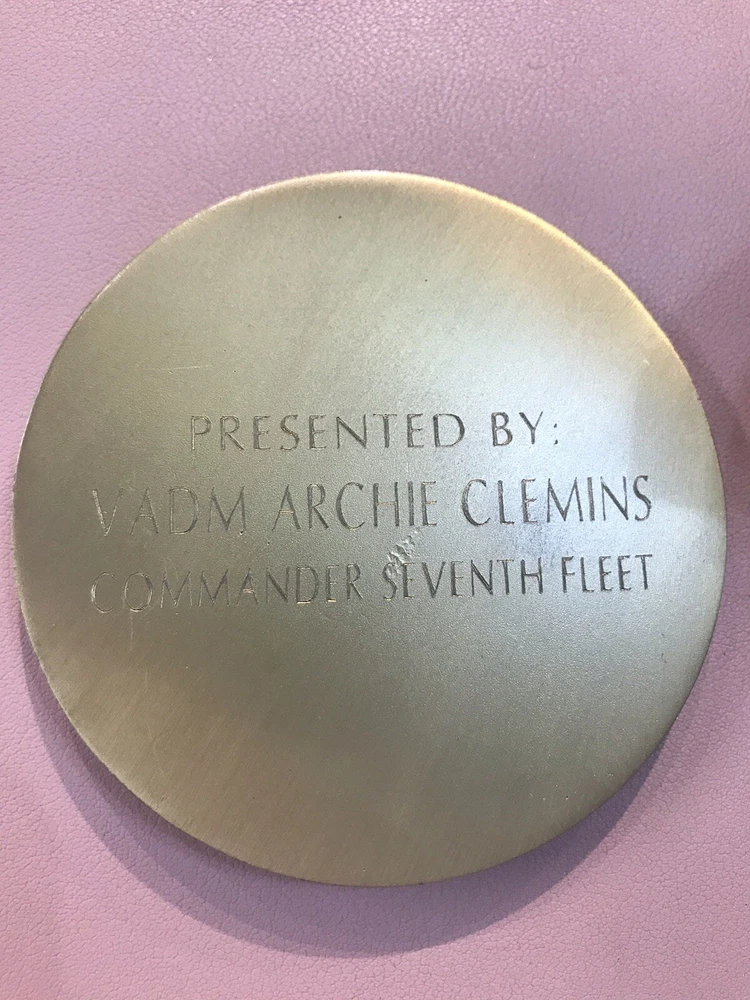 PRESENTED BY:
VADM ARCHIE CLEMINS
COMMANDER SEVENTH FLEET